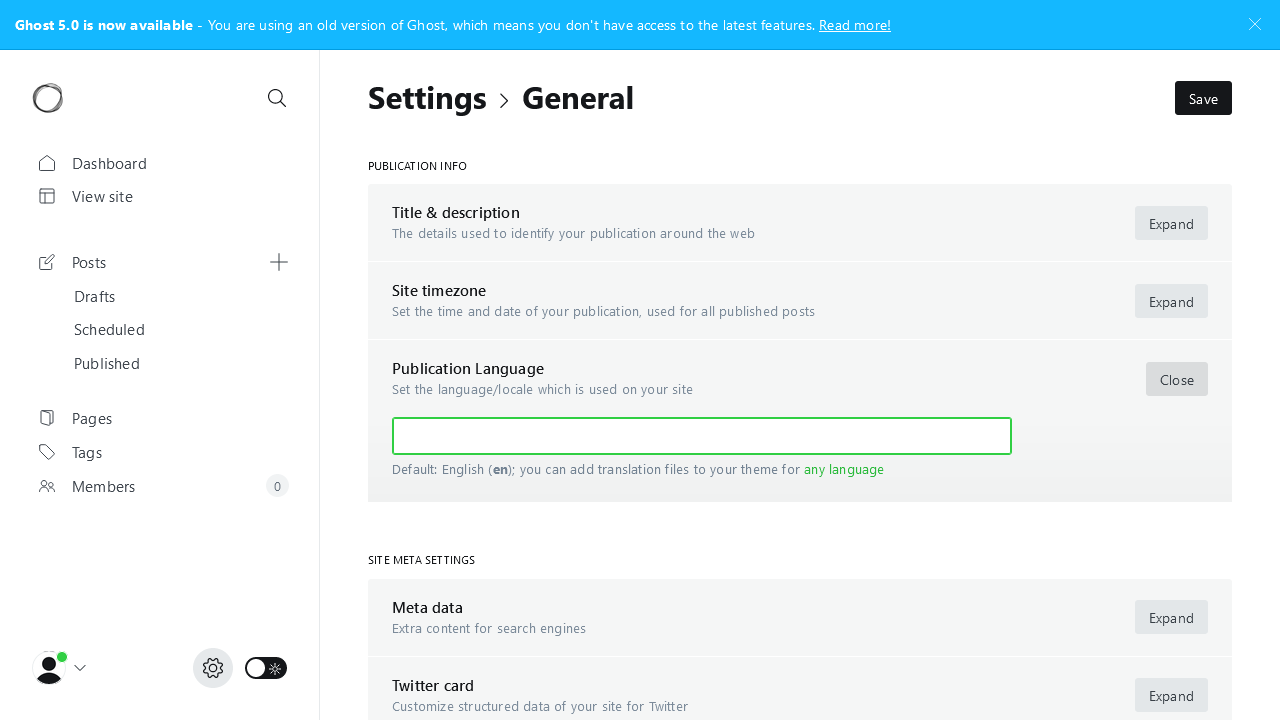 Ghost 5.0 is now available - You are using an old version of Ghost, which means you don't have access to the latest features. Read more!
Settings > General
Save
Dashboard
View site
Posts
Drafts
Scheduled
Published
Pages
Tags
Members
0
PUBLICATION INFO
Title & description
The details used to identify your publication around the web
Expand
Site timezone
Set the time and date of your publication, used for all published posts
Expand
Publication Language
Set the language/locale which is used on your site
Close
Default: English (en); you can add translation files to your theme for any language
SITE META SETTINGS
Meta data
Extra content for search engines
Expand
Twitter card
Customize structured data of your site for Twitter
Expand